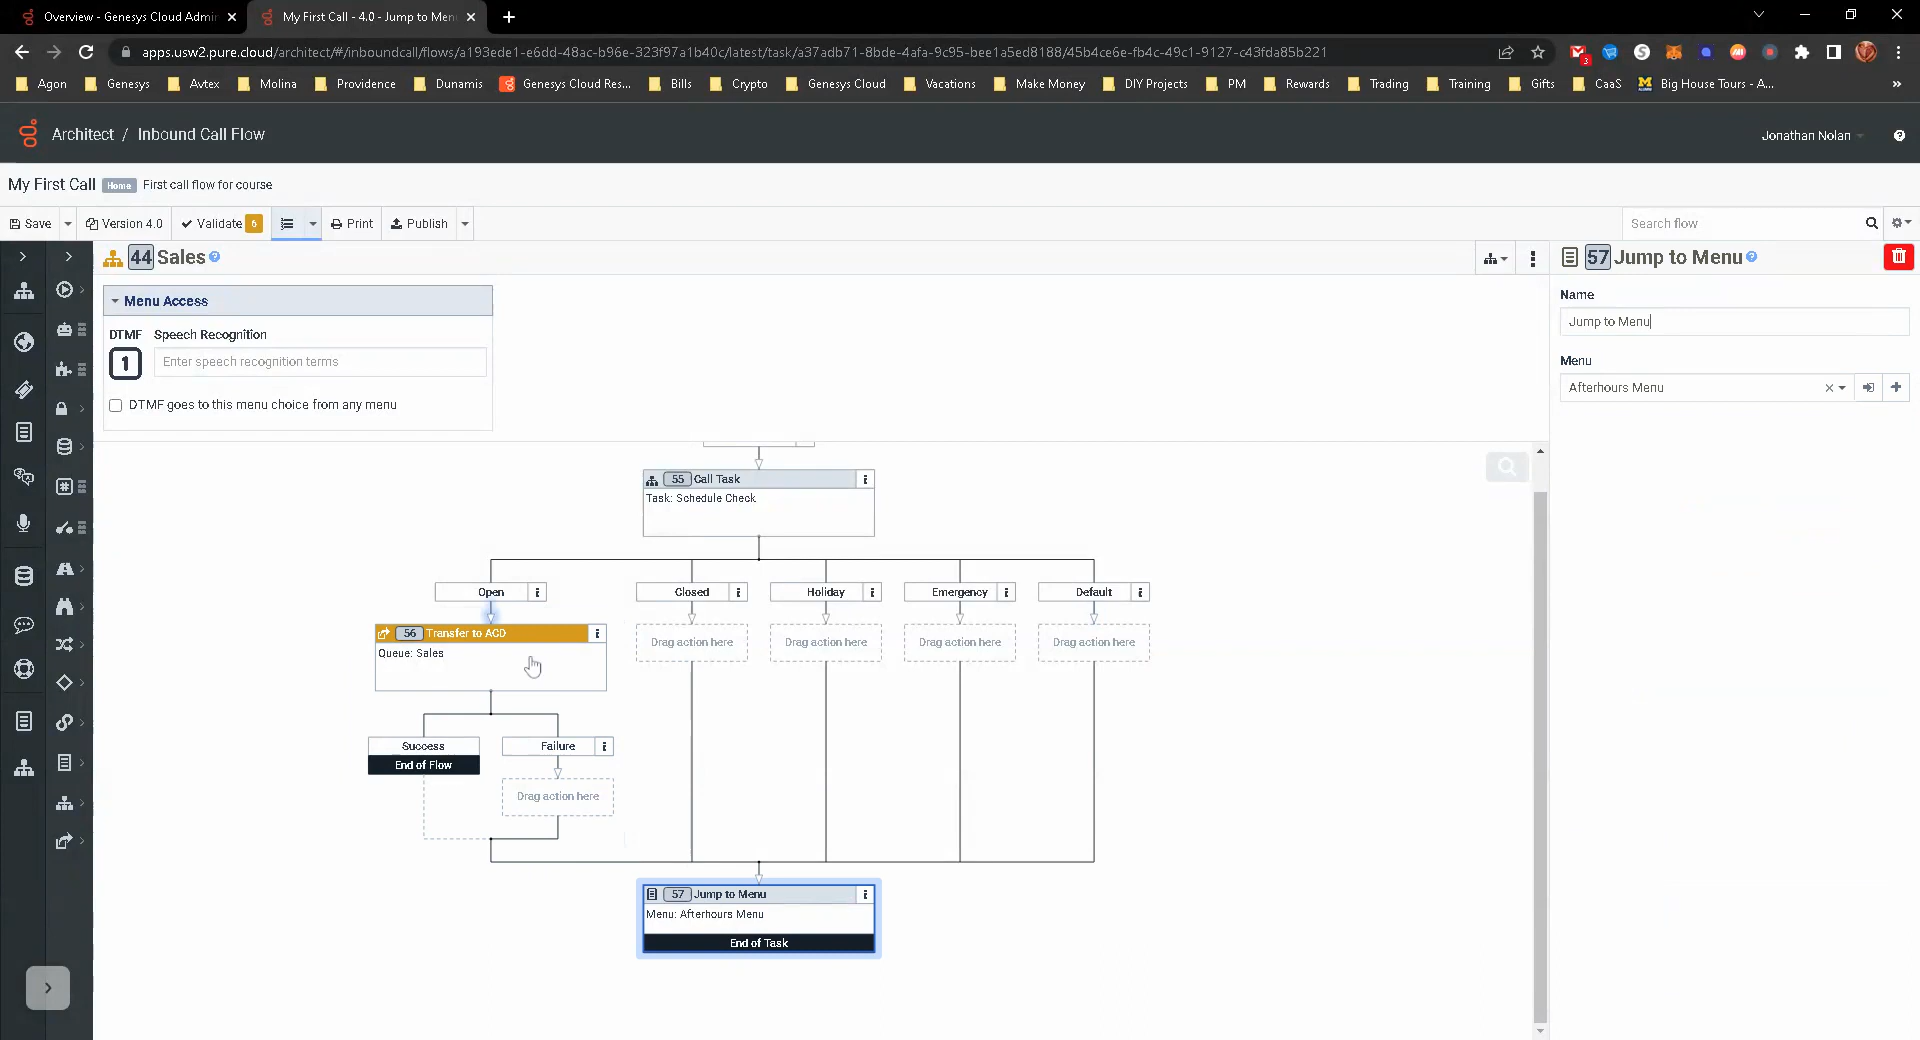 Overview - Genesys Cloud Admin
My First Call - 4.0 - Jump to Menu
apps.usw2.pure.cloud/architect/#/inboundcall/flows/a193ede1-e6dd-48ac-b96e-323f97a1b40c/latest/task/a37adb71-8bde-4afa-9c95-bee1a5ed8188/45b4ce6e-fb4c-49c1-9127-c43fda85b221
3
Agon Genesys Avtex Molina Providence Dunamis Genesys Cloud Res... Bills Crypto Genesys Cloud Vacations Make Money DIY Projects PM Rewards Trading Training Gifts CaaS Big House Tours - A... »
Architect / Inbound Call Flow
Jonathan Nolan
My First Call Home First call flow for course
Save Version 4.0 Validate 6 Print Publish Search flow
44 Sales
57 Jump to Menu
Menu Access
DTMF Speech Recognition
1 Enter speech recognition terms
DTMF goes to this menu choice from any menu
Name
Jump to Menu
Menu
Afterhours Menu
55 Call Task
Task: Schedule Check
Open Closed Holiday Emergency Default
56 Transfer to ACD
Queue: Sales
Drag action here Drag action here Drag action here Drag action here
Success Failure
End of Flow
Drag action here
57 Jump to Menu
Menu: Afterhours Menu
End of Task